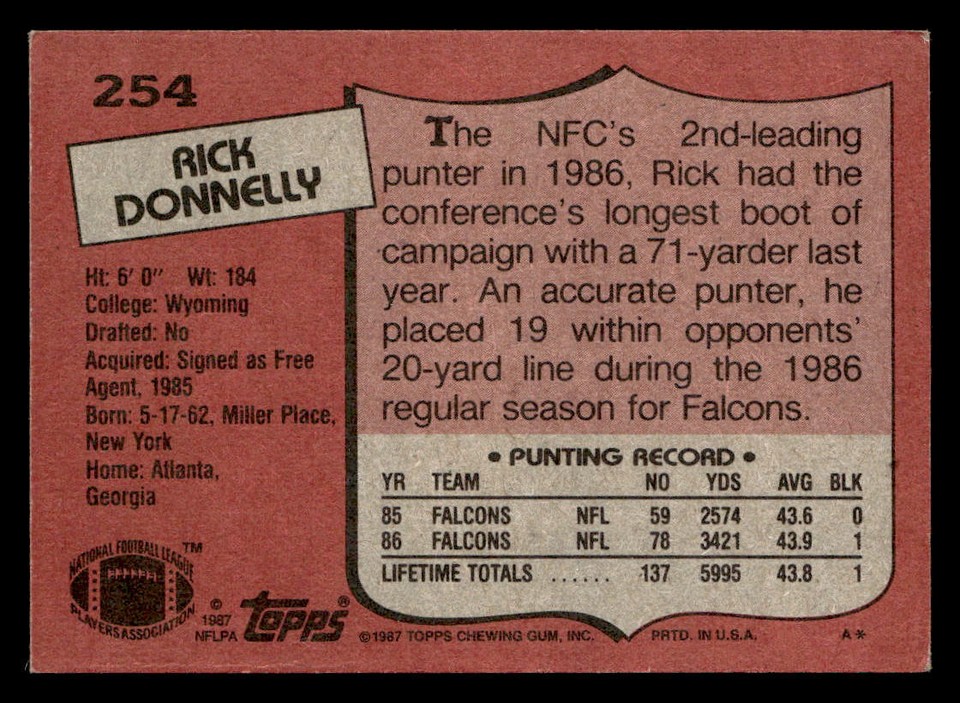 254
RICK
DONNELLY
Ht: 6' 0" Wt: 184
College: Wyoming
Drafted: No
Acquired: Signed as Free
Agent, 1985
Born: 5-17-62, Miller Place,
New York
Home: Atlanta,
Georgia
NATIONAL FOOTBALL LEAGUE
PLAYERS ASSOCIATION
™
©
1987
NFLPA
topps®
The NFC's 2nd-leading
punter in 1986, Rick had the
conference's longest boot of
campaign with a 71-yarder last
year. An accurate punter, he
placed 19 within opponents'
20-yard line during the 1986
regular season for Falcons.
• PUNTING RECORD •
YR TEAM NO YDS AVG BLK
85 FALCONS NFL 59 2574 43.6 0
86 FALCONS NFL 78 3421 43.9 1
LIFETIME TOTALS ...... 137 5995 43.8 1
©1987 TOPPS CHEWING GUM, INC. PRTD. IN U.S.A. A*